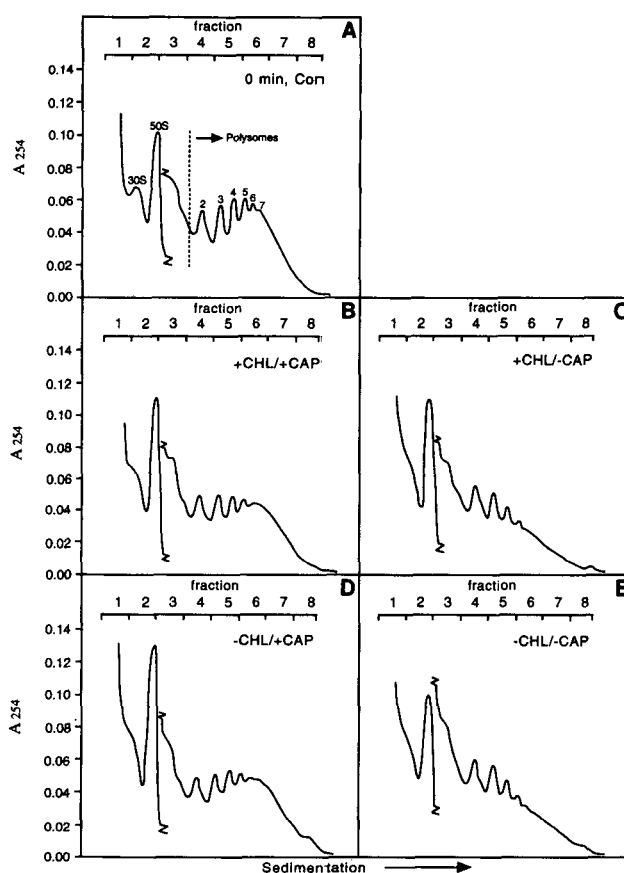 fraction
A
1 2 3 4 5 6 7 8
0 min, Con
0.14
0.12
0.10
0.08
0.06
0.04
0.02
0.00
A 254
50S
30S
Polysomes
2 3 4 5 6 7
fraction
B
1 2 3 4 5 6 7 8
+CHL/+CAP
0.14
0.12
0.10
0.08
0.06
0.04
0.02
0.00
A 254
fraction
C
1 2 3 4 5 6 7 8
+CHL/-CAP
fraction
D
1 2 3 4 5 6 7 8
-CHL/+CAP
0.14
0.12
0.10
0.08
0.06
0.04
0.02
0.00
A 254
fraction
E
1 2 3 4 5 6 7 8
-CHL/-CAP
Sedimentation